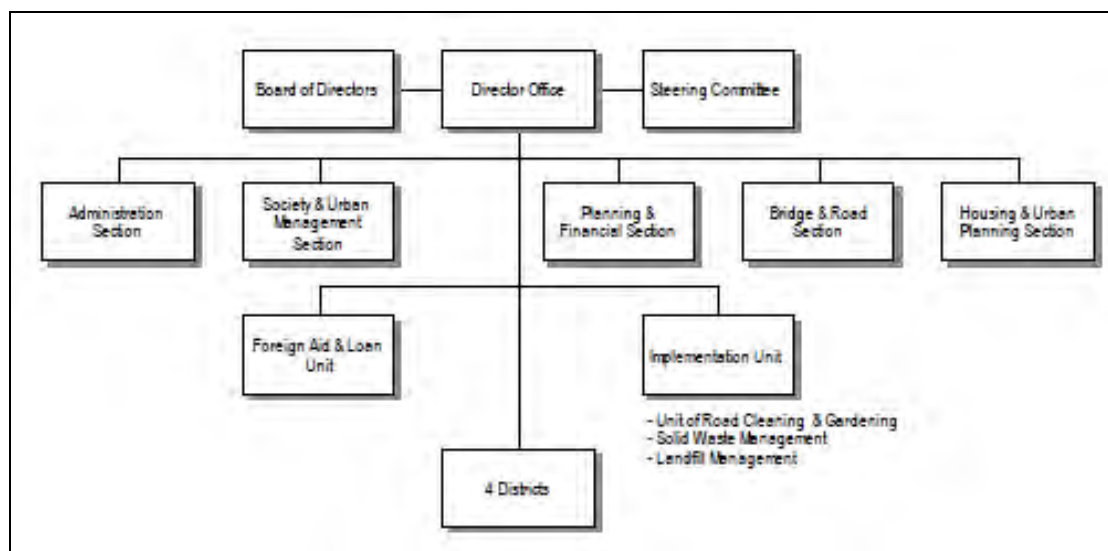 Board of Directors
Director Office
Steering Committee
Administration
Section
Society & Urban
Management
Section
Planning &
Financial Section
Bridge & Road
Section
Housing & Urban
Planning Section
Foreign Aid & Loan
Unit
Implementation Unit
- Unit of Road Cleaning & Gardening
- Solid Waste Management
- Landfill Management
4 Districts